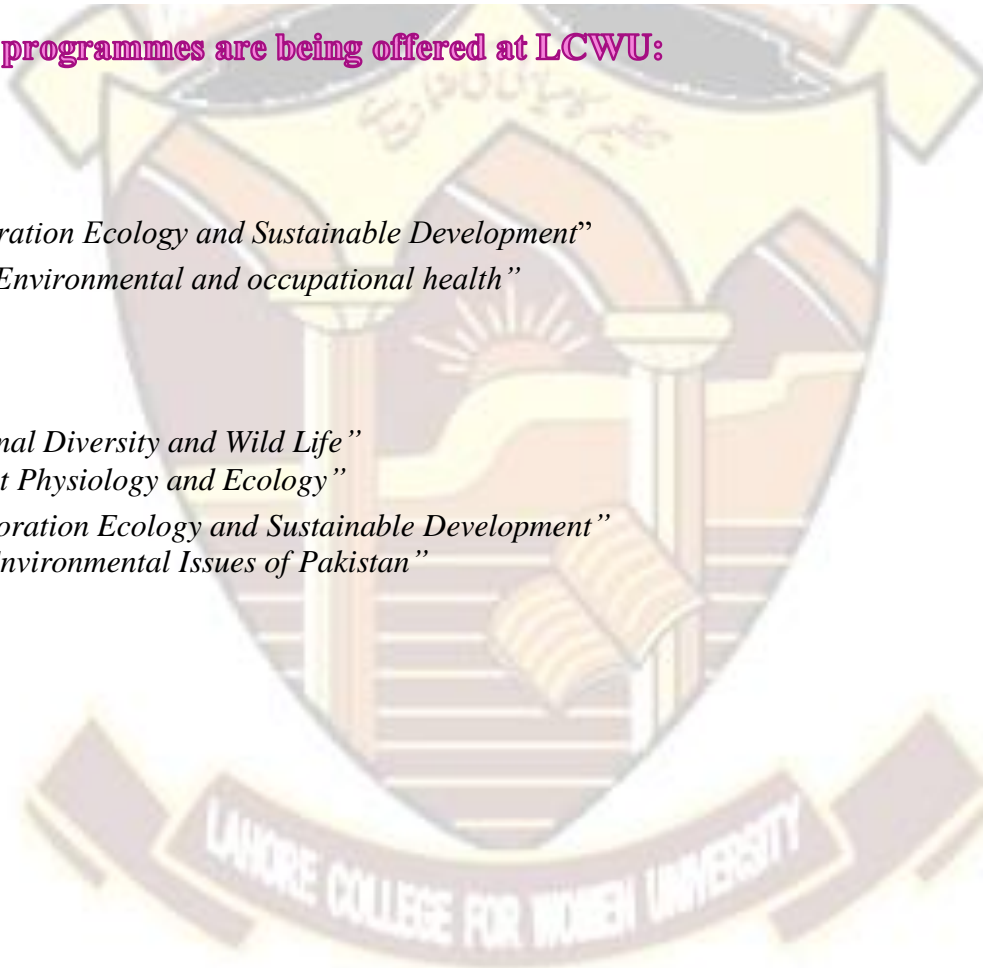 programmes are being offered at LCWU:
ration Ecology and Sustainable Development”
Environmental and occupational health”
nal Diversity and Wild Life”
t Physiology and Ecology”
oration Ecology and Sustainable Development”
Environmental Issues of Pakistan”
LAHORE COLLEGE FOR WOMEN UNIVERSITY